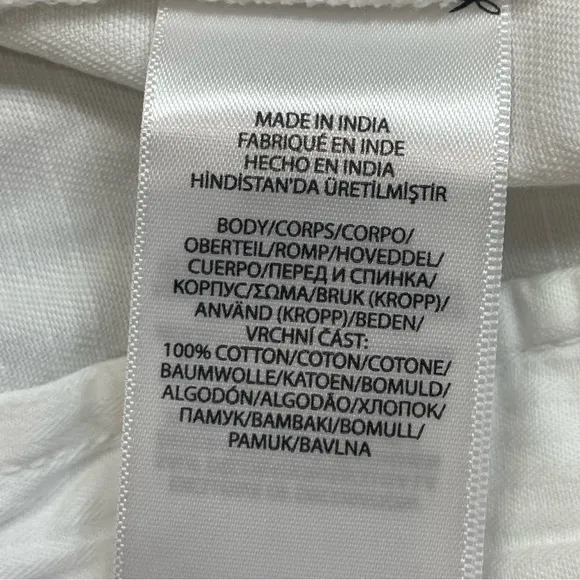 MADE IN INDIA
FABRIQUÉ EN INDE
HECHO EN INDIA
HİNDİSTAN'DA ÜRETİLMİŞTİR
BODY/CORPS/CORPO/
OBERTEIL/ROMP/HOVEDDEL/
CUERPO/ПЕРЕД И СПИНКА/
КОРПУС/ΣΩΜΑ/BRUK (KROPP)/
ANVÄND (KROPP)/BEDEN/
VRCHNÍ ČÁST:
100% COTTON/COTON/COTONE/
BAUMWOLLE/KATOEN/BOMULD/
ALGODÓN/ALGODÃO/ХЛОПОК/
ПАМУК/BAMBAKI/BOMULL/
PAMUK/BAVLNA